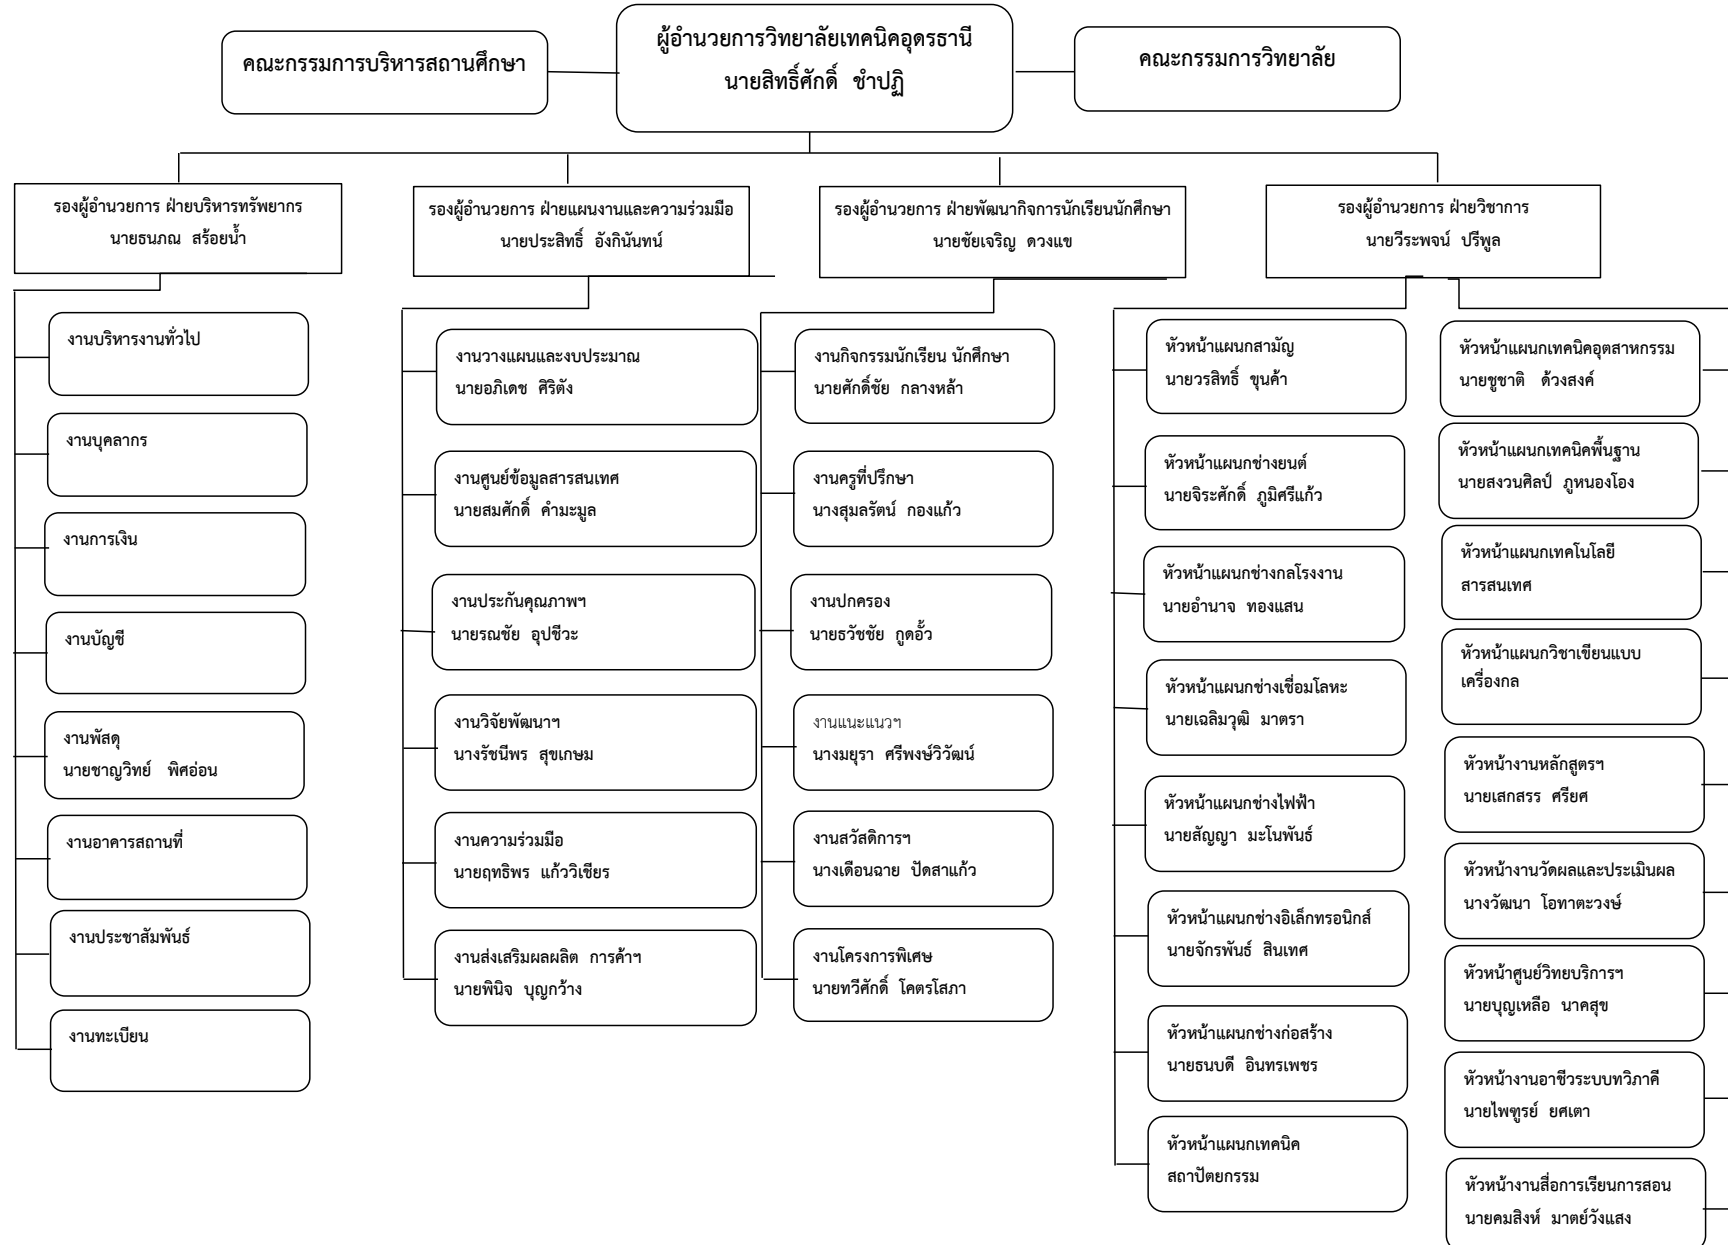 คณะกรรมการบริหารสถานศึกษา
ผู้อำนวยการวิทยาลัยเทคนิคอุดรธานี
นายสิทธิ์ศักดิ์ ชำปฏิ
คณะกรรมการวิทยาลัย
รองผู้อำนวยการ ฝ่ายบริหารทรัพยากร
นายธนภณ สร้อยน้ำ
รองผู้อำนวยการ ฝ่ายแผนงานและความร่วมมือ
นายประสิทธิ์ อังกินันทน์
รองผู้อำนวยการ ฝ่ายพัฒนากิจการนักเรียนนักศึกษา
นายชัยเจริญ ดวงแข
รองผู้อำนวยการ ฝ่ายวิชาการ
นายวีระพจน์ ปรีพูล
งานบริหารงานทั่วไป
งานบุคลากร
งานการเงิน
งานบัญชี
งานพัสดุ
นายชาญวิทย์ พิศอ่อน
งานอาคารสถานที่
งานประชาสัมพันธ์
งานทะเบียน
งานวางแผนและงบประมาณ
นายอภิเดช ศิริตัง
งานศูนย์ข้อมูลสารสนเทศ
นายสมศักดิ์ คำมะมูล
งานประกันคุณภาพฯ
นายรณชัย อุปชีวะ
งานวิจัยพัฒนาฯ
นางรัชนีพร สุขเกษม
งานความร่วมมือ
นายฤทธิพร แก้ววิเชียร
งานส่งเสริมผลผลิต การค้าฯ
นายพินิจ บุญกว้าง
งานกิจกรรมนักเรียน นักศึกษา
นายศักดิ์ชัย กลางหล้า
งานครูที่ปรึกษา
นางสุมลรัตน์ กองแก้ว
งานปกครอง
นายธวัชชัย กูดอั้ว
งานแนะแนวฯ
นางมยุรา ศรีพงษ์วิวัฒน์
งานสวัสดิการฯ
นางเดือนฉาย ปัดสาแก้ว
งานโครงการพิเศษ
นายทวีศักดิ์ โคตรโสภา
หัวหน้าแผนกสามัญ
นายวรสิทธิ์ ขุนค้า
หัวหน้าแผนกช่างยนต์
นายจิระศักดิ์ ภูมิศรีแก้ว
หัวหน้าแผนกช่างกลโรงงาน
นายอำนาจ ทองแสน
หัวหน้าแผนกช่างเชื่อมโลหะ
นายเฉลิมวุฒิ มาตรา
หัวหน้าแผนกช่างไฟฟ้า
นายสัญญา มะโนพันธ์
หัวหน้าแผนกช่างอิเล็กทรอนิกส์
นายจักรพันธ์ สินเทศ
หัวหน้าแผนกช่างก่อสร้าง
นายธนบดี อินทรเพชร
หัวหน้าแผนกเทคนิค
สถาปัตยกรรม
หัวหน้าแผนกเทคนิคอุตสาหกรรม
นายชูชาติ ด้วงสงค์
หัวหน้าแผนกเทคนิคพื้นฐาน
นายสงวนศิลป์ ภูหนองโอง
หัวหน้าแผนกเทคโนโลยี
สารสนเทศ
หัวหน้าแผนกวิชาเขียนแบบ
เครื่องกล
หัวหน้างานหลักสูตรฯ
นายเสกสรร ศรียศ
หัวหน้างานวัดผลและประเมินผล
นางวัฒนา โอทาตะวงษ์
หัวหน้าศูนย์วิทยบริการฯ
นายบุญเหลือ นาคสุข
หัวหน้างานอาชีวระบบทวิภาคี
นายไพฑูรย์ ยศเตา
หัวหน้างานสื่อการเรียนการสอน
นายคมสิงห์ มาตย์วังแสง